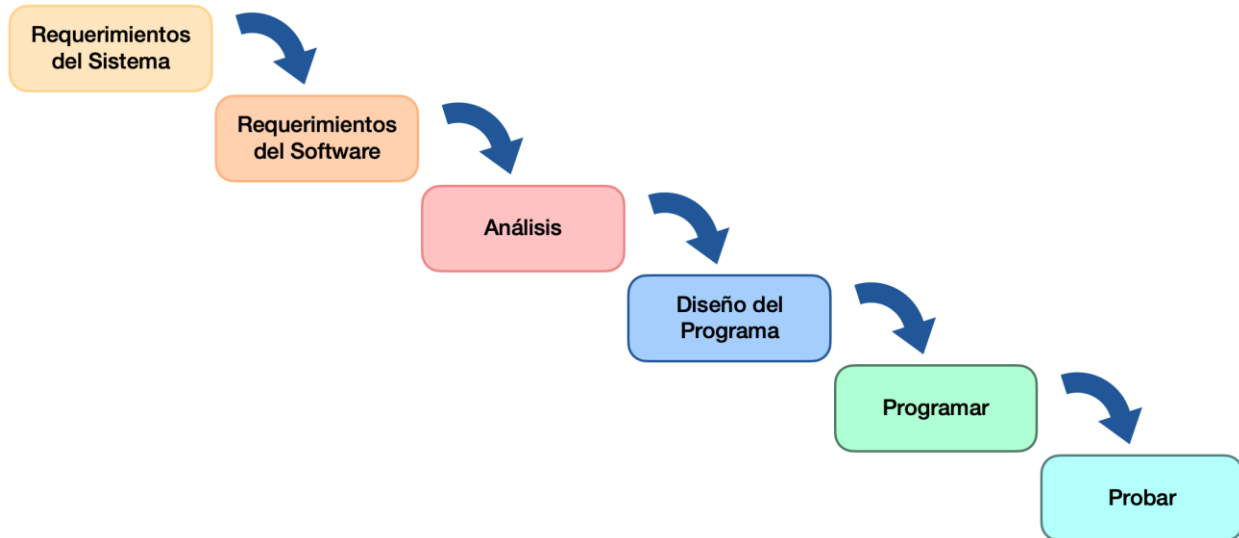 Requerimientos
del Sistema
Requerimientos
del Software
Análisis
Diseño del
Programa
Programar
Probar